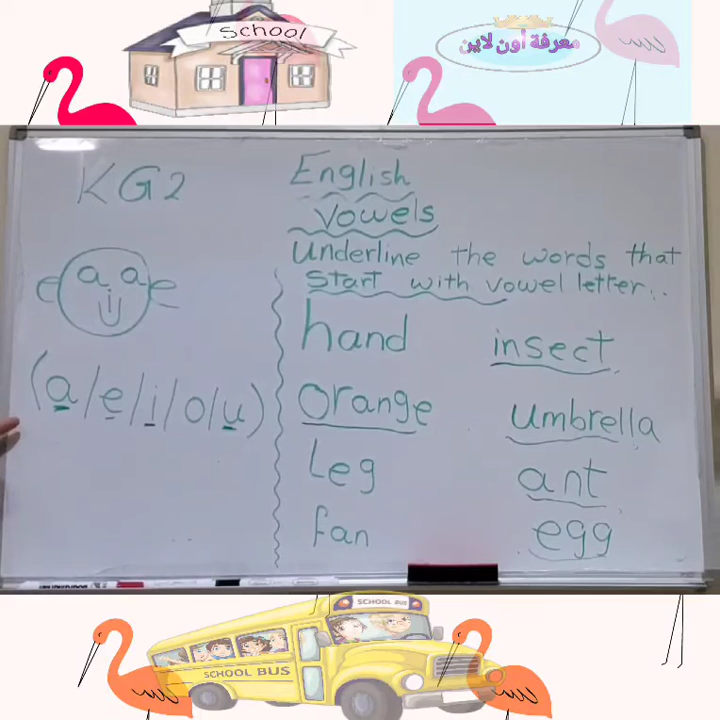 School
معرفة أون لاين
KG2
English
vowels
Underline the words that
Start with vowel letter...
e a a e
i
U
(a/e/i/o/u)
hand
insect
orange
Umbrella
Leg
ant
fan
egg
SCHOOL BUS
SCHOOL BUS